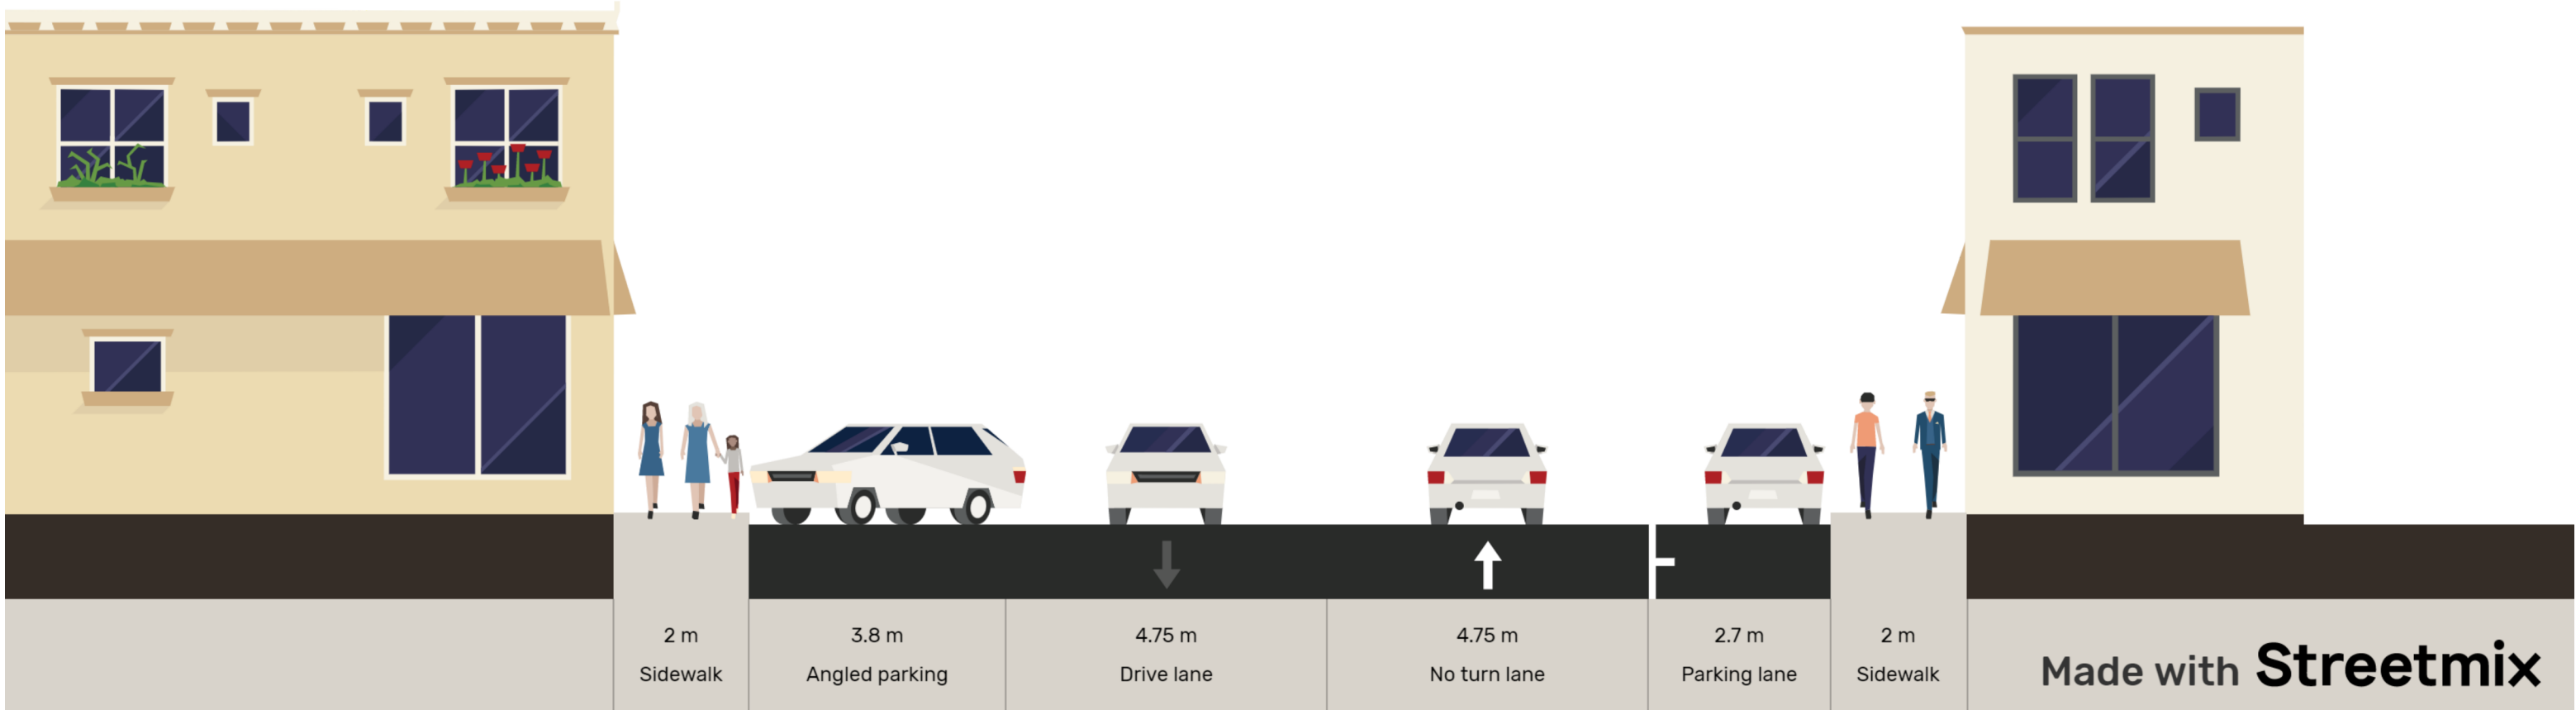 2 m
Sidewalk
3.8 m
Angled parking
4.75 m
Drive lane
4.75 m
No turn lane
2.7 m
Parking lane
2 m
Sidewalk
Made with Streetmix